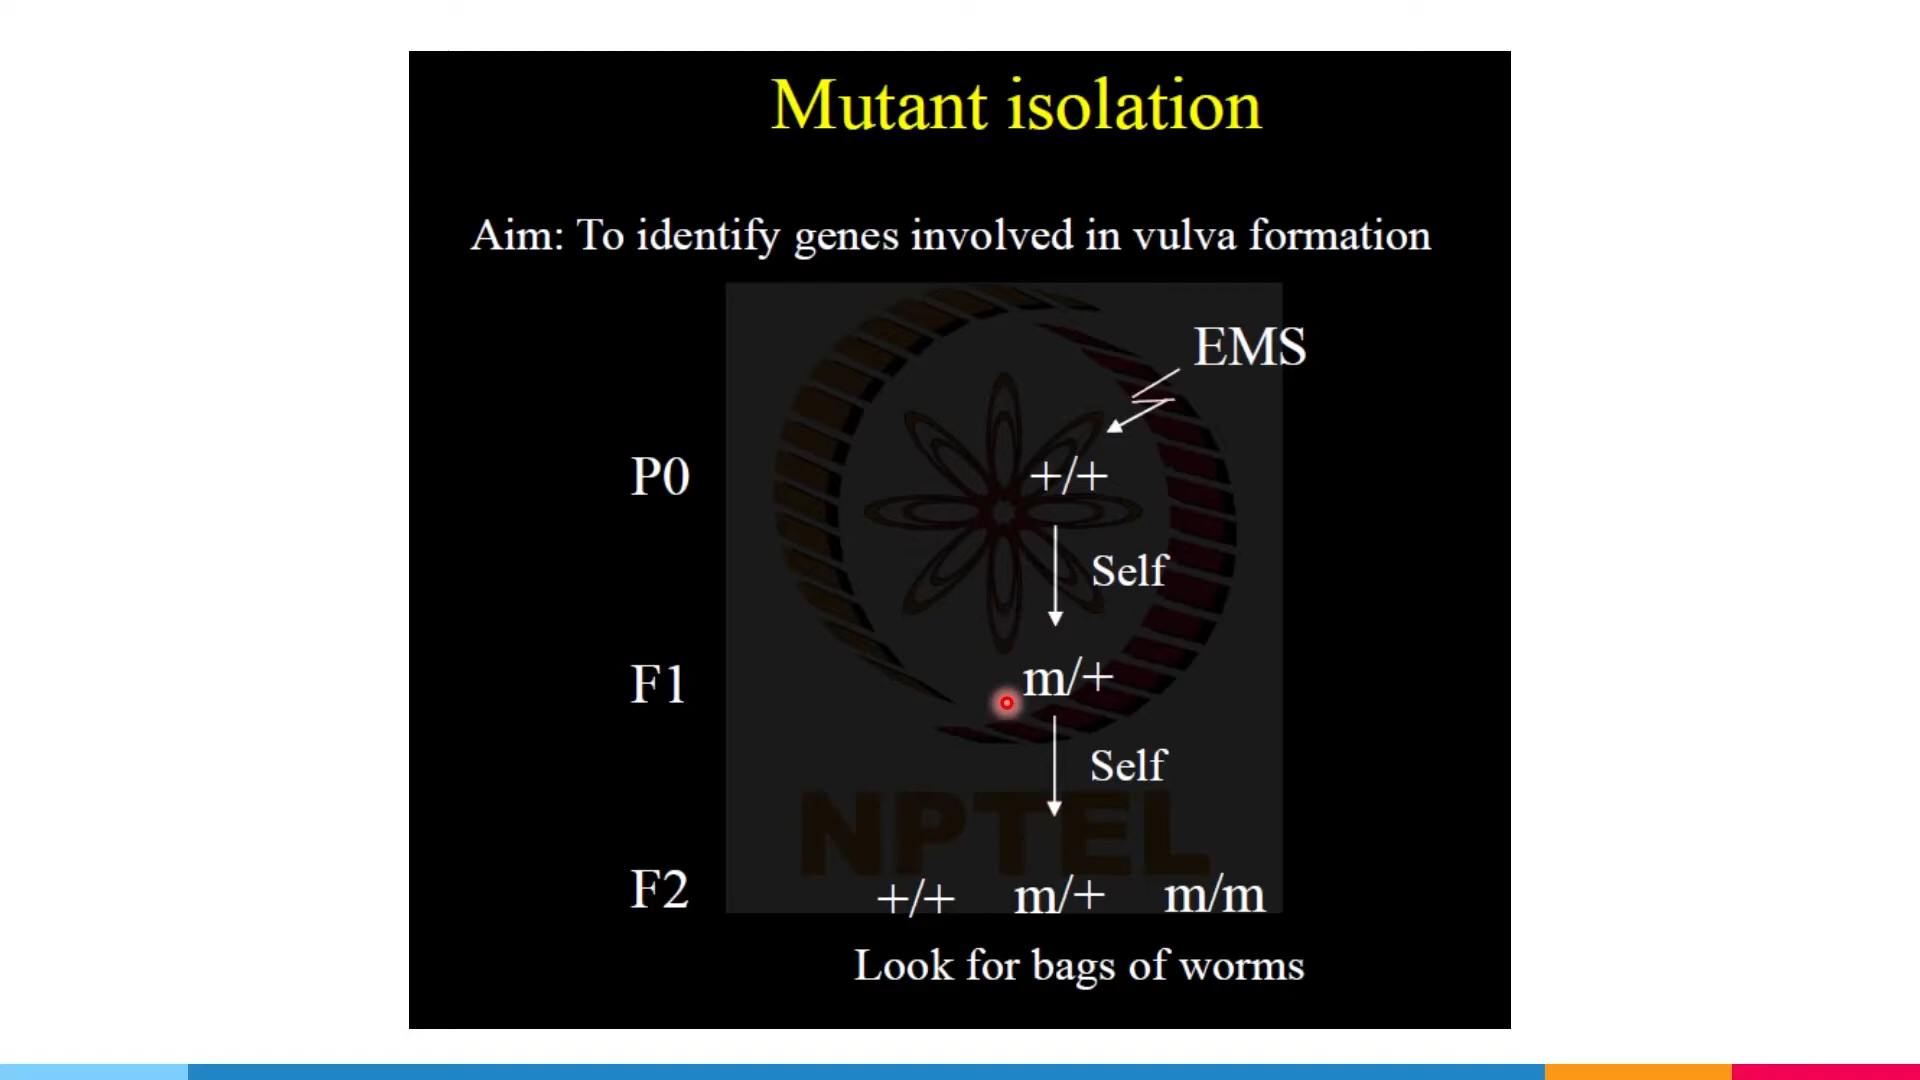 Mutant isolation
Aim: To identify genes involved in vulva formation
EMS
P0 +/+
Self
F1 m/+
Self
NPTEL
F2 +/+ m/+ m/m
Look for bags of worms